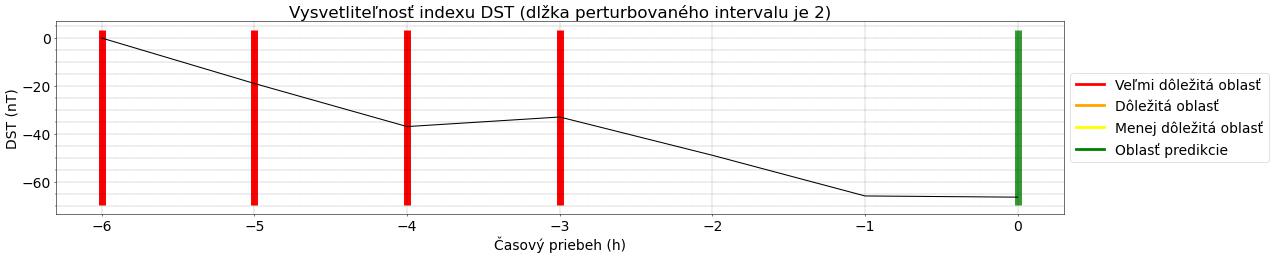 Vysvetliteľnosť indexu DST (dĺžka perturbovaného intervalu je 2)
DST (nT)
0
−20
−40
−60
−6 −5 −4 −3 −2 −1 0
Časový priebeh (h)
Veľmi dôležitá oblasť
Dôležitá oblasť
Menej dôležitá oblasť
Oblasť predikcie